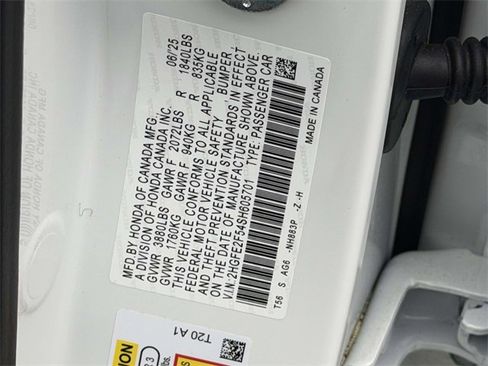 MFD BY HONDA OF CANADA MFG. 06/25
A DIVISION OF HONDA CANADA INC.
GVWR 3880LBS GAWR F 2072LBS R 1840LBS
GVWR 1760KG GAWR F 940KG R 835KG
THIS VEHICLE CONFORMS TO ALL APPLICABLE
FEDERAL MOTOR VEHICLE SAFETY BUMPER,
AND THEFT PREVENTION STANDARDS IN EFFECT
ON THE DATE OF MANUFACTURE SHOWN ABOVE
V.I.N: 2HGFE2F54SH605701 TYPE: PASSENGER CAR
T56 S AG6 -NH883P -Z -H
MADE IN CANADA
5
T20 A1